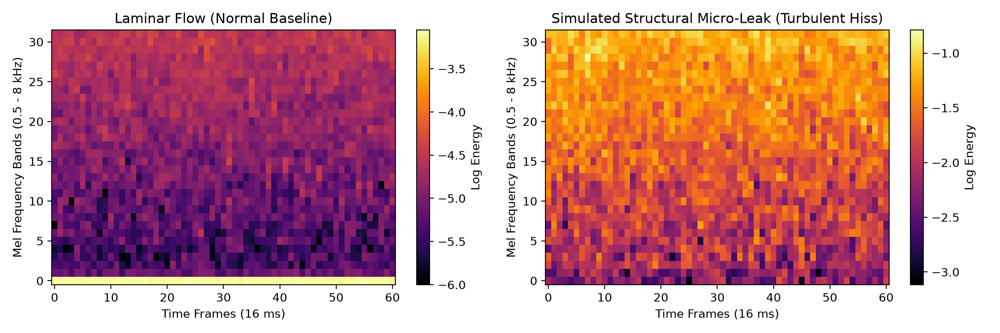 Laminar Flow (Normal Baseline)
Mel Frequency Bands (0.5 - 8 kHz)
30
25
20
15
10
5
0
0 10 20 30 40 50 60
Time Frames (16 ms)
−3.5
−4.0
−4.5
−5.0
−5.5
−6.0
Log Energy
Simulated Structural Micro-Leak (Turbulent Hiss)
Mel Frequency Bands (0.5 - 8 kHz)
30
25
20
15
10
5
0
0 10 20 30 40 50 60
Time Frames (16 ms)
−1.0
−1.5
−2.0
−2.5
−3.0
Log Energy